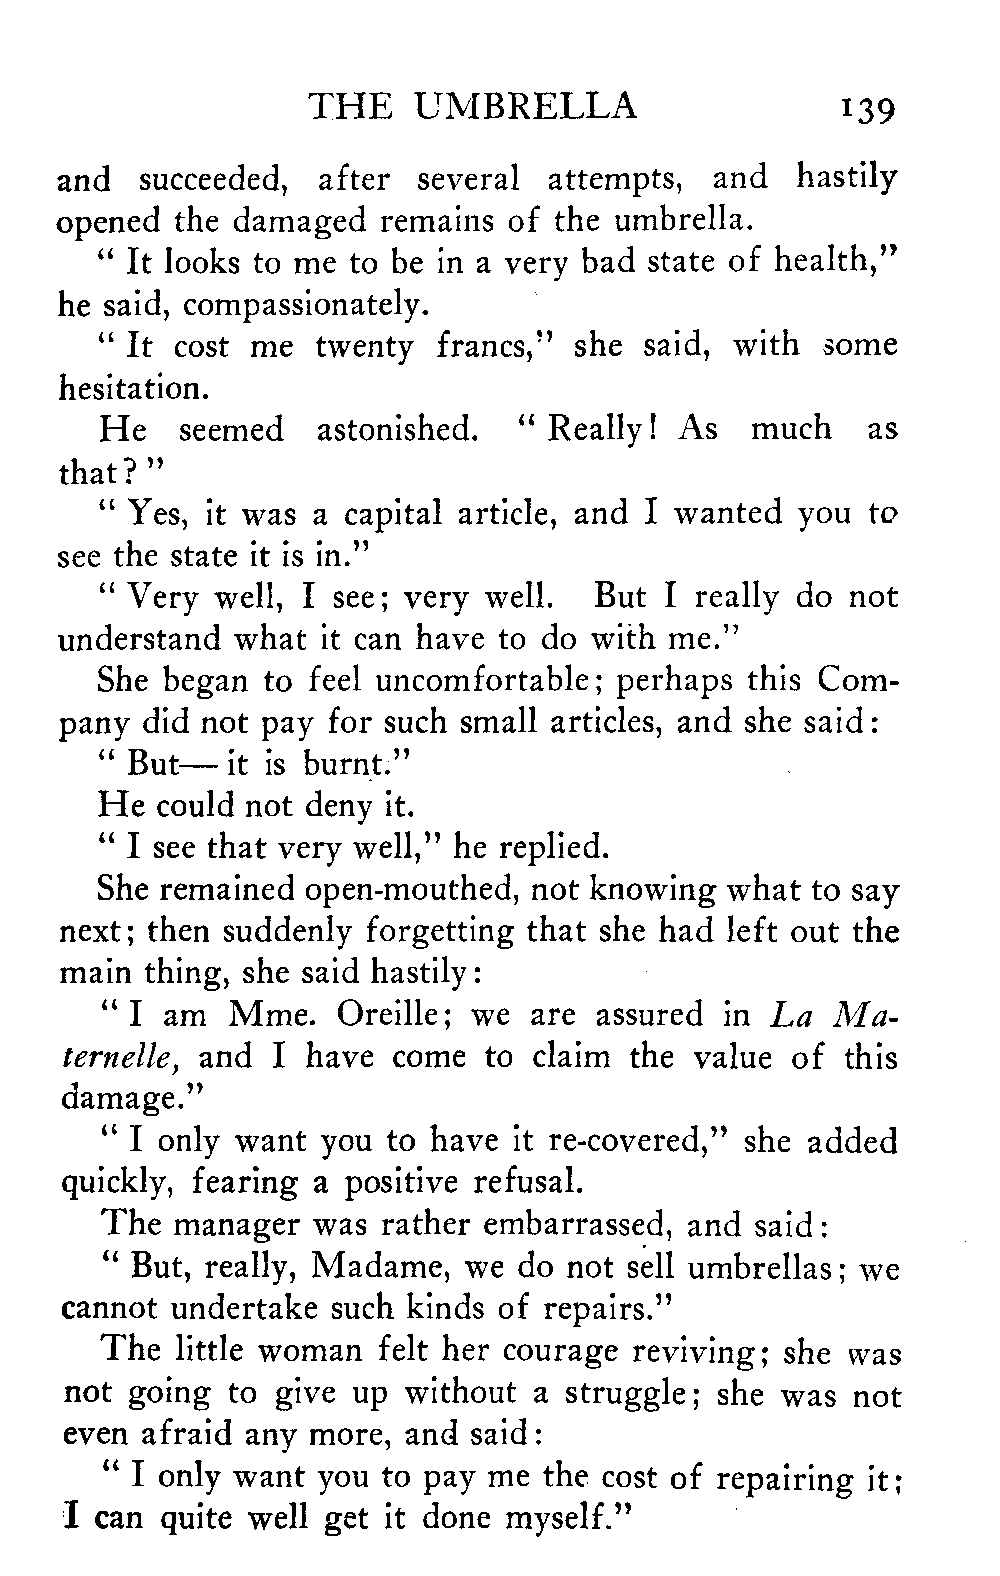 THE UMBRELLA 139
and succeeded, after several attempts, and hastily
opened the damaged remains of the umbrella.
“ It looks to me to be in a very bad state of health,”
he said, compassionately.
“ It cost me twenty francs,” she said, with some
hesitation.
He seemed astonished. “ Really! As much as
that? ”
“ Yes, it was a capital article, and I wanted you to
see the state it is in.”
“ Very well, I see; very well. But I really do not
understand what it can have to do with me.”
She began to feel uncomfortable; perhaps this Com-
pany did not pay for such small articles, and she said:
“ But— it is burnt.”
He could not deny it.
“ I see that very well,” he replied.
She remained open-mouthed, not knowing what to say
next; then suddenly forgetting that she had left out the
main thing, she said hastily:
“ I am Mme. Oreille; we are assured in La Ma-
ternelle, and I have come to claim the value of this
damage.”
“ I only want you to have it re-covered,” she added
quickly, fearing a positive refusal.
The manager was rather embarrassed, and said:
“ But, really, Madame, we do not sell umbrellas; we
cannot undertake such kinds of repairs.”
The little woman felt her courage reviving; she was
not going to give up without a struggle; she was not
even afraid any more, and said:
“ I only want you to pay me the cost of repairing it;
I can quite well get it done myself.”